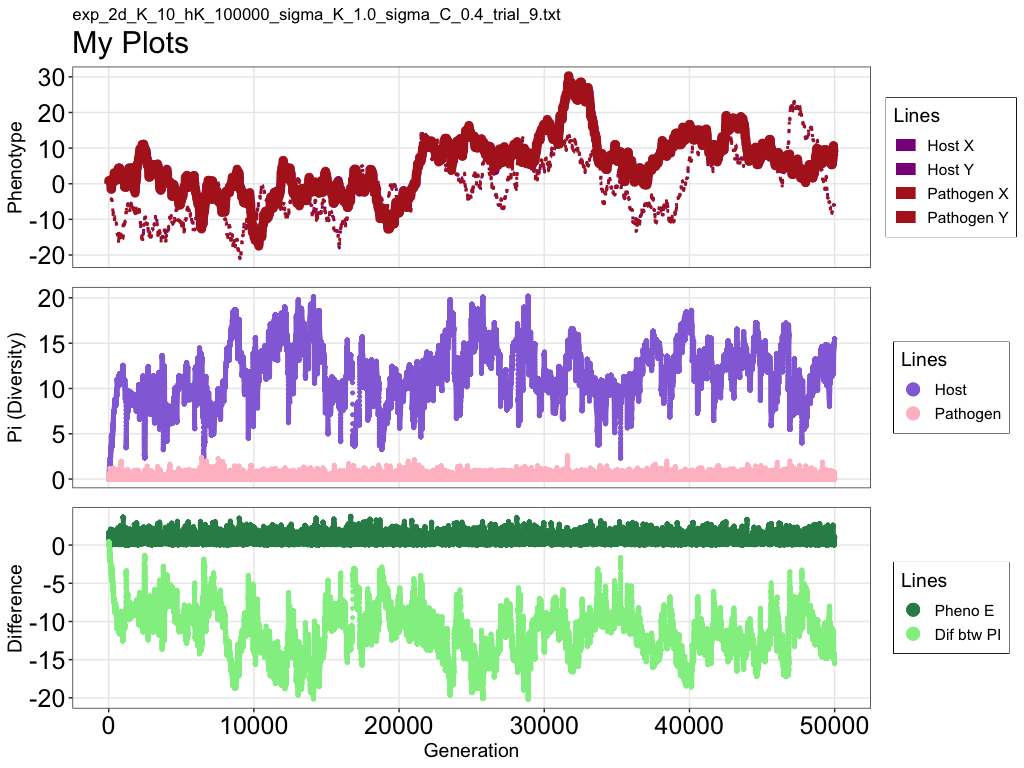 exp_2d_K_10_hK_100000_sigma_K_1.0_sigma_C_0.4_trial_9.txt
My Plots
Phenotype
30
20
10
0
-10
-20
Lines
Host X
Host Y
Pathogen X
Pathogen Y
Pi (Diversity)
20
15
10
5
0
Lines
Host
Pathogen
Difference
0
-5
-10
-15
-20
Lines
Pheno E
Dif btw PI
0 10000 20000 30000 40000 50000
Generation